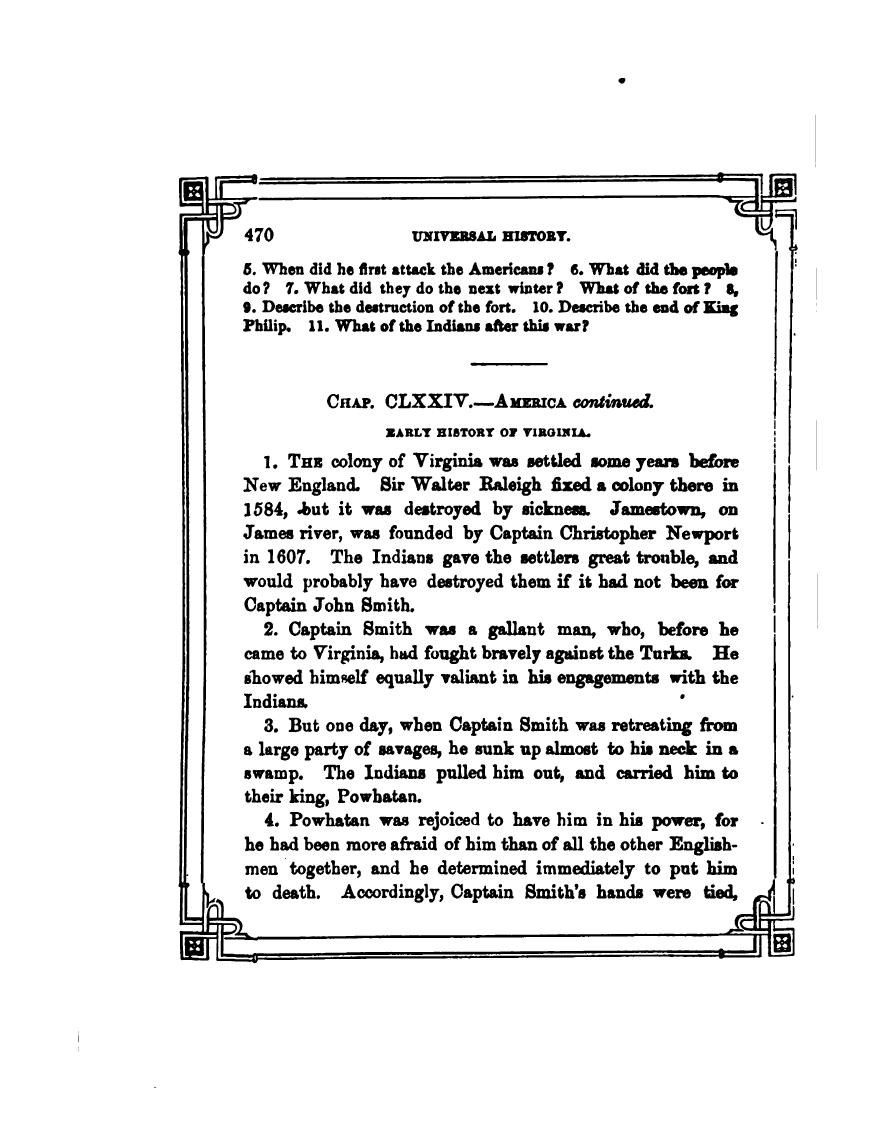 470 UNIVERSAL HISTORY.
5. When did he first attack the Americans? 6. What did the people
do? 7. What did they do the next winter? What of the fort? 8,
9. Describe the destruction of the fort. 10. Describe the end of King
Philip. 11. What of the Indians after this war?
CHAP. CLXXIV.—AMERICA continued.
EARLY HISTORY OF VIRGINIA.
1. THE colony of Virginia was settled some years before
New England. Sir Walter Raleigh fixed a colony there in
1584, but it was destroyed by sickness. Jamestown, on
James river, was founded by Captain Christopher Newport
in 1607. The Indians gave the settlers great trouble, and
would probably have destroyed them if it had not been for
Captain John Smith.
2. Captain Smith was a gallant man, who, before he
came to Virginia, had fought bravely against the Turks. He
showed himself equally valiant in his engagements with the
Indians.
3. But one day, when Captain Smith was retreating from
a large party of savages, he sunk up almost to his neck in a
swamp. The Indians pulled him out, and carried him to
their king, Powhatan.
4. Powhatan was rejoiced to have him in his power, for
he had been more afraid of him than of all the other English-
men together, and he determined immediately to put him
to death. Accordingly, Captain Smith's hands were tied,